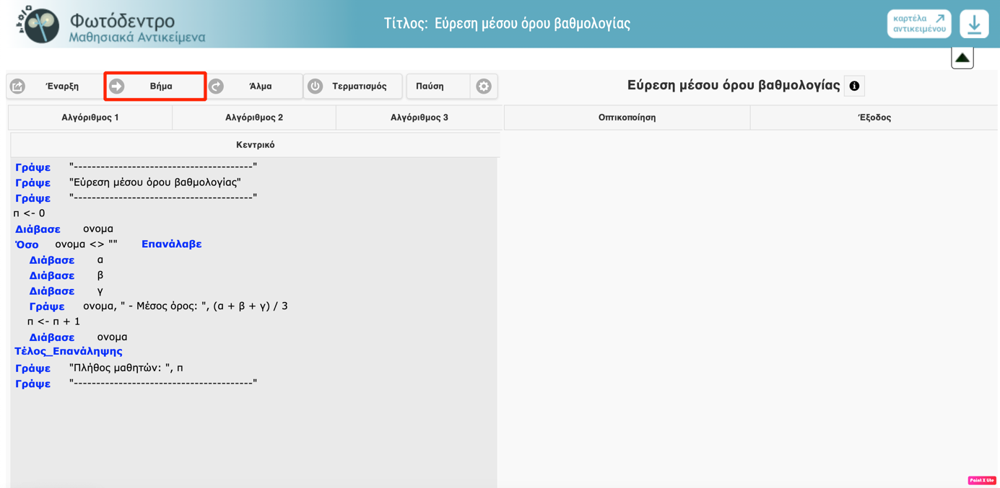 Φωτόδεντρο
Μαθησιακά Αντικείμενα
Τίτλος: Εύρεση μέσου όρου βαθμολογίας
καρτέλα
αντικειμένου
Έναρξη
Βήμα
Άλμα
Τερματισμός
Παύση
Εύρεση μέσου όρου βαθμολογίας
Αλγόριθμος 1
Αλγόριθμος 2
Αλγόριθμος 3
Οπτικοποίηση
Έξοδος
Κεντρικό
Γράψε "----------------------------------------"
Γράψε "Εύρεση μέσου όρου βαθμολογίας"
Γράψε "----------------------------------------"
π <- 0
Διάβασε ονομα
Όσο ονομα <> "" Επανάλαβε
Διάβασε α
Διάβασε β
Διάβασε γ
Γράψε ονομα, " - Μέσος όρος: ", (α + β + γ) / 3
π <- π + 1
Διάβασε ονομα
Τέλος_Επανάληψης
Γράψε "Πλήθος μαθητών: ", π
Γράψε "----------------------------------------"
Paint X lite